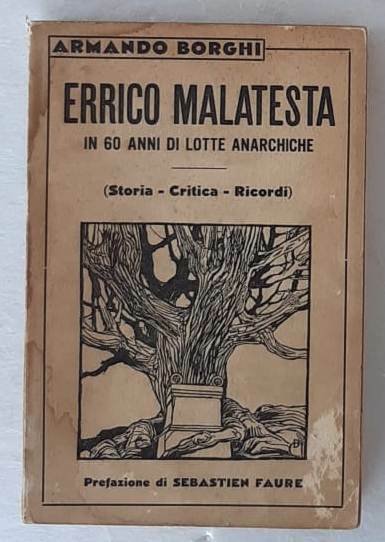 ARMANDO BORGHI
ERRICO MALATESTA
IN 60 ANNI DI LOTTE ANARCHICHE
(Storia - Critica - Ricordi)
Prefazione di SEBASTIEN FAURE